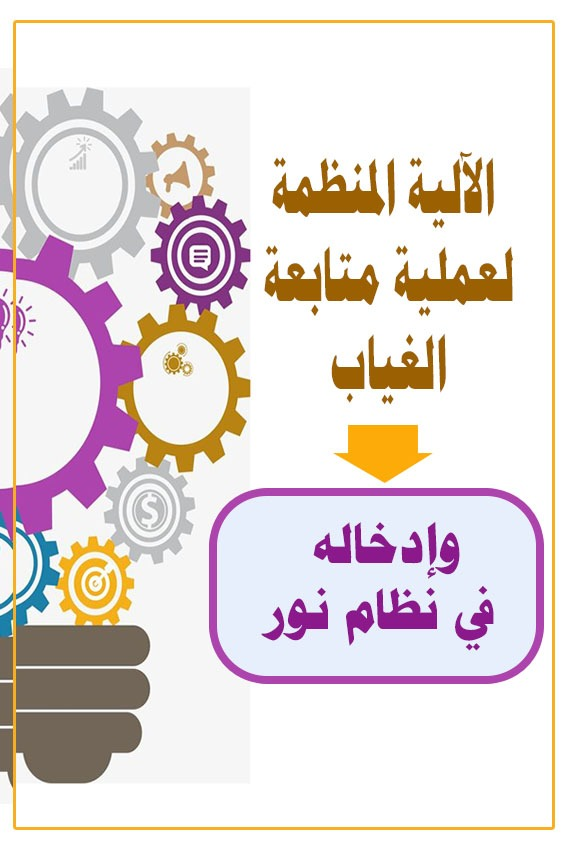 الآلية المنظمة
لعملية متابعة
الغياب
وإدخاله
في نظام نور